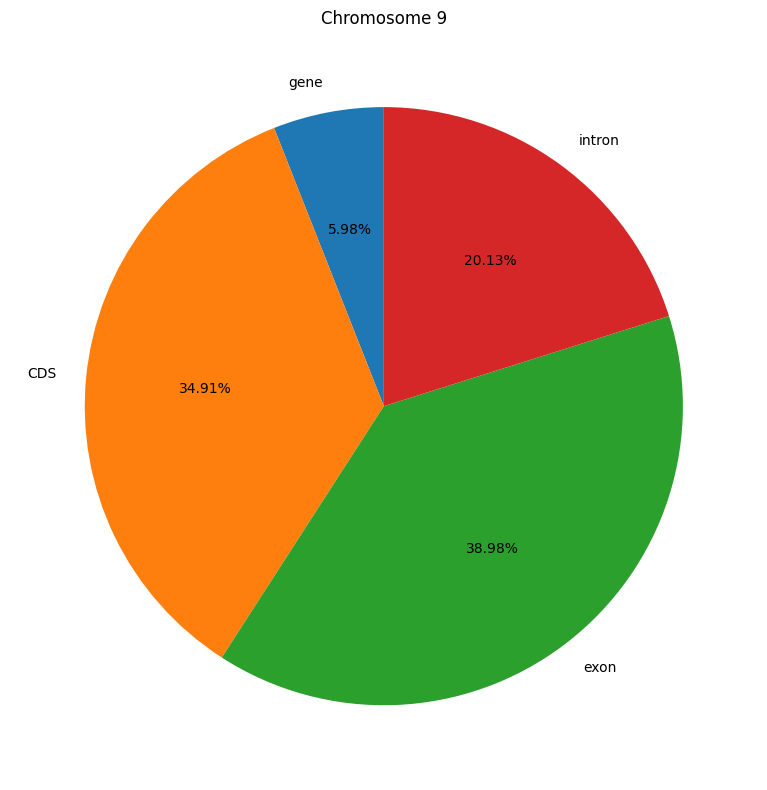 Chromosome 9
gene
intron
5.98%
20.13%
CDS
34.91%
38.98%
exon